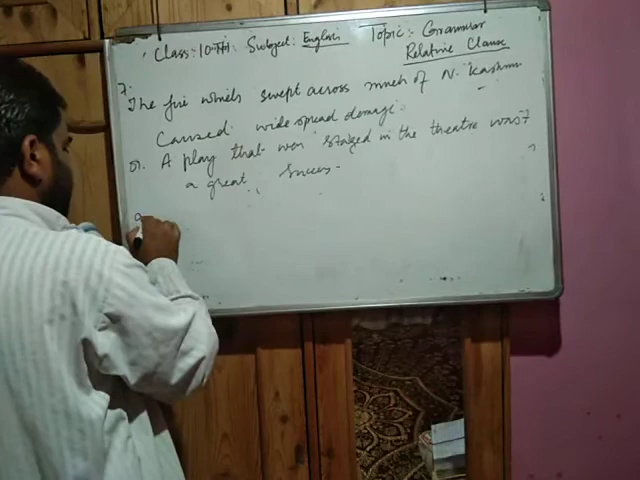 Class: 10TH Subject: English Topic:- Grammar
Relative Clause
7.
The fire which swept across much of N. Kashmir
Caused wide spread damage.
8. A play that was staged in the theatre was
a great success-
9